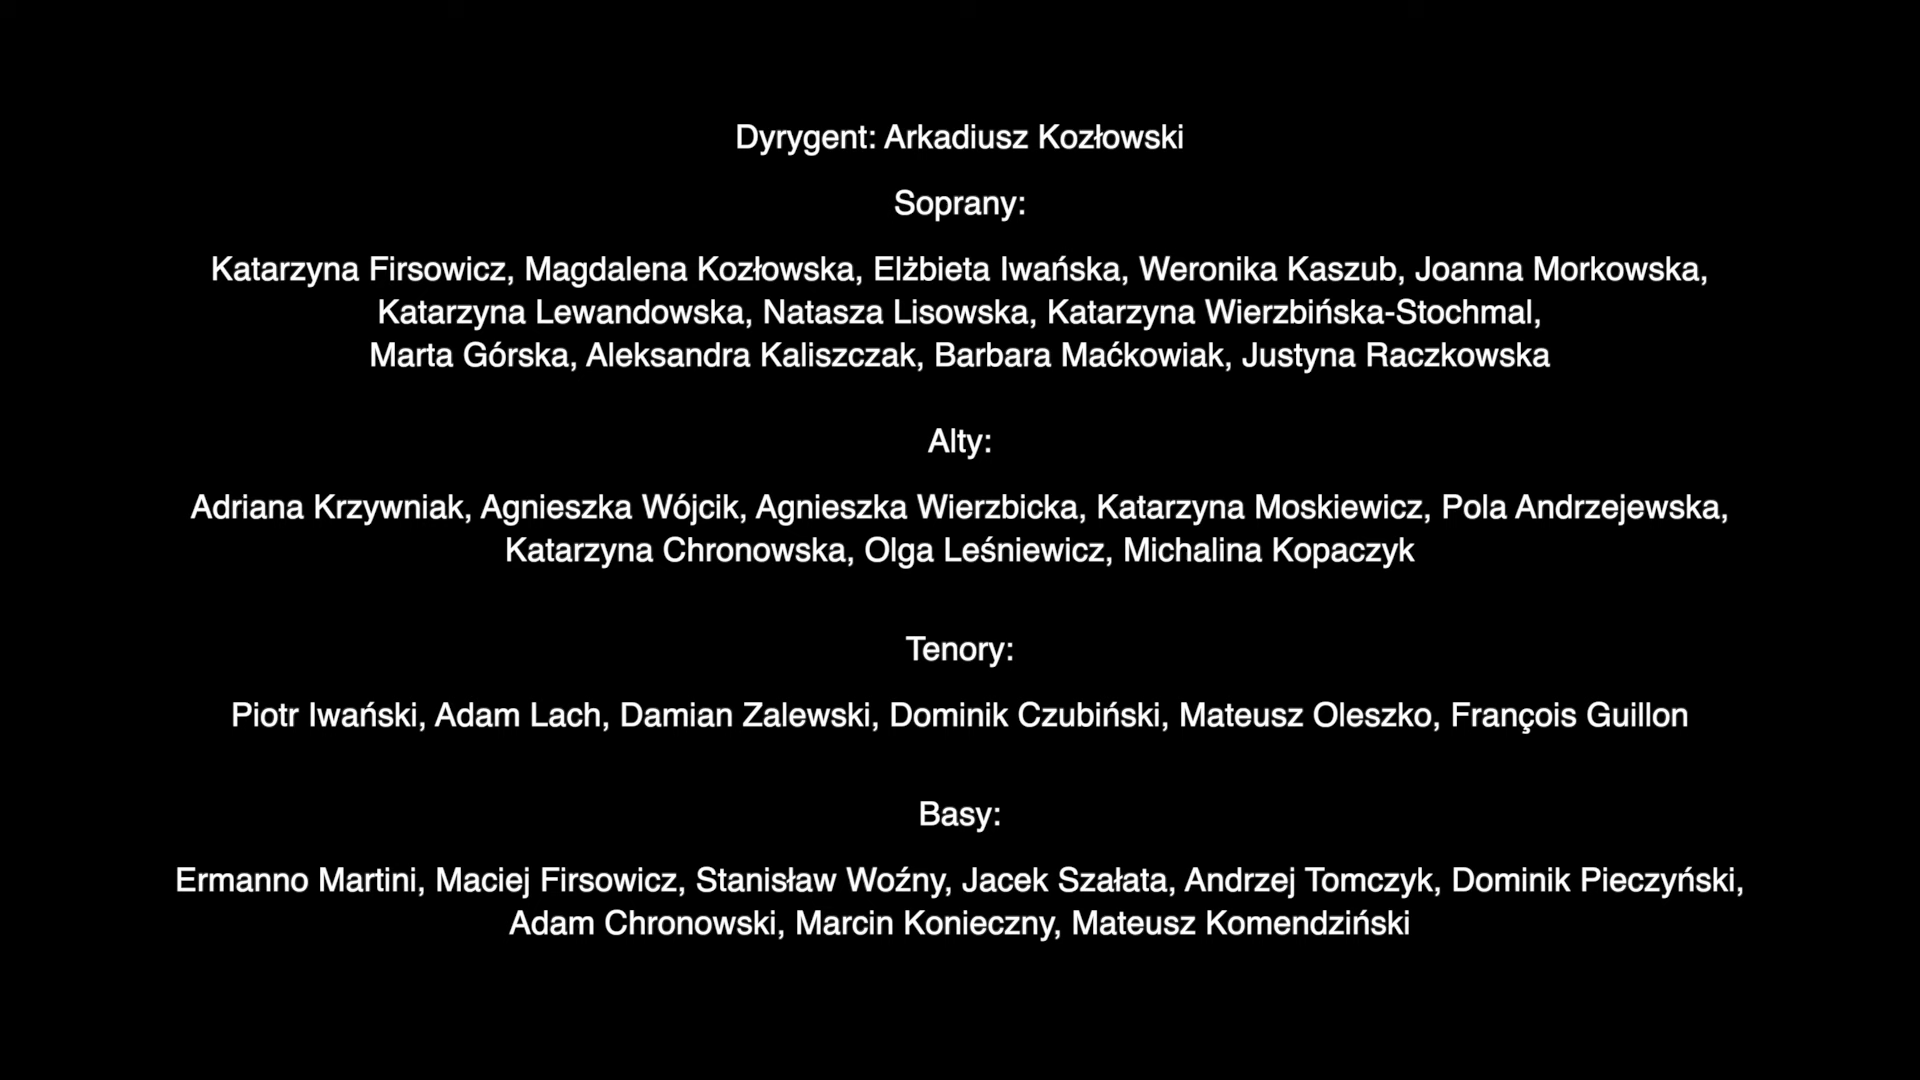 Dyrygent: Arkadiusz Kozłowski
Soprany:
Katarzyna Firsowicz, Magdalena Kozłowska, Elżbieta Iwańska, Weronika Kaszub, Joanna Morkowska,
Katarzyna Lewandowska, Natasza Lisowska, Katarzyna Wierzbińska-Stochmal,
Marta Górska, Aleksandra Kaliszczak, Barbara Maćkowiak, Justyna Raczkowska
Alty:
Adriana Krzywniak, Agnieszka Wójcik, Agnieszka Wierzbicka, Katarzyna Moskiewicz, Pola Andrzejewska,
Katarzyna Chronowska, Olga Leśniewicz, Michalina Kopaczyk
Tenory:
Piotr Iwański, Adam Lach, Damian Zalewski, Dominik Czubiński, Mateusz Oleszko, François Guillon
Basy:
Ermanno Martini, Maciej Firsowicz, Stanisław Woźny, Jacek Szałata, Andrzej Tomczyk, Dominik Pieczyński,
Adam Chronowski, Marcin Konieczny, Mateusz Komendziński